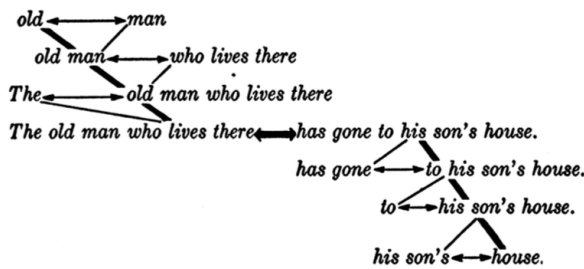 old man
old man who lives there
The old man who lives there
The old man who lives there has gone to his son's house.
has gone to his son's house.
to his son's house.
his son's house.